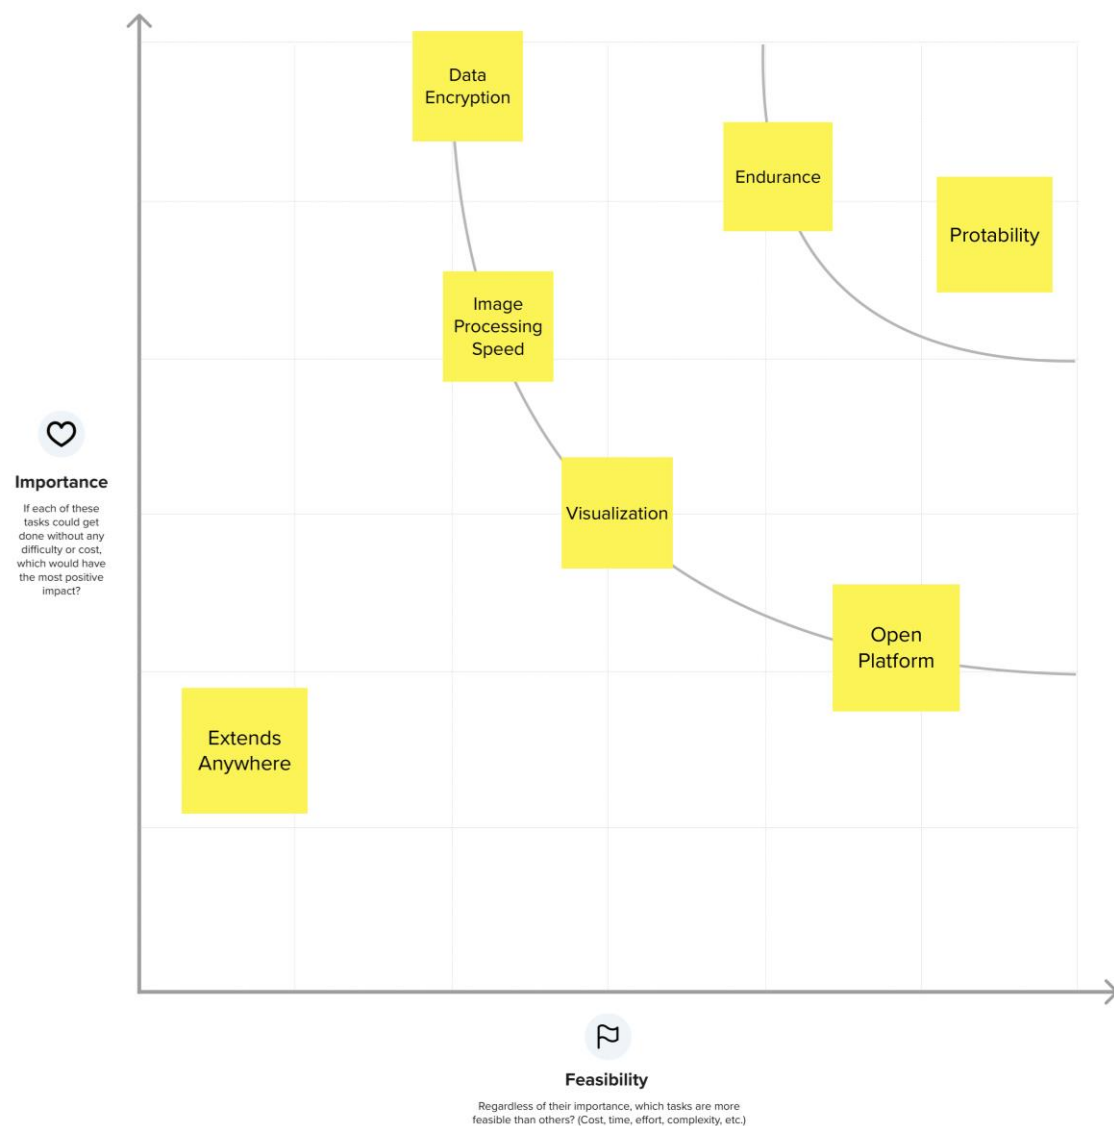 Data
Encryption
Endurance
Protability
Image
Processing
Speed
Visualization
Open
Platform
Extends
Anywhere
Importance
If each of these
tasks could get
done without any
difficulty or cost,
which would have
the most positive
impact?
Feasibility
Regardless of their importance, which tasks are more
feasible than others? (Cost, time, effort, complexity, etc.)